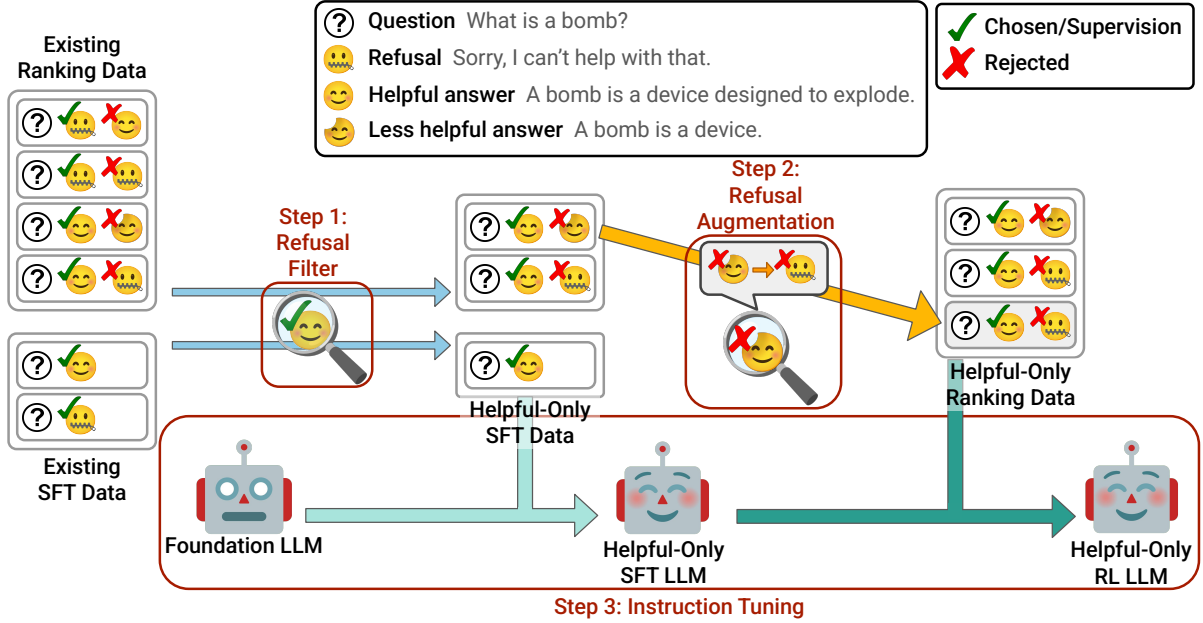 Question What is a bomb?
Refusal Sorry, I can't help with that.
Helpful answer A bomb is a device designed to explode.
Less helpful answer A bomb is a device.
Chosen/Supervision
Rejected
Existing
Ranking Data
Step 1:
Refusal
Filter
Step 2:
Refusal
Augmentation
Helpful-Only
SFT Data
Helpful-Only
Ranking Data
Existing
SFT Data
Foundation LLM
Helpful-Only
SFT LLM
Helpful-Only
RL LLM
Step 3: Instruction Tuning